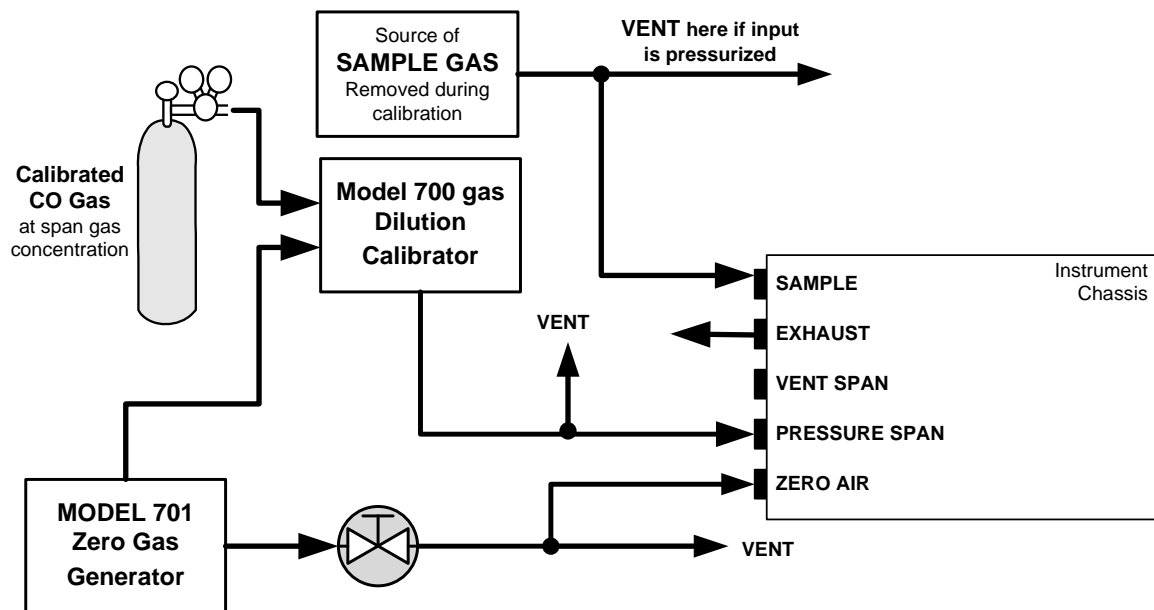 Source of
SAMPLE GAS
Removed during
calibration
VENT here if input
is pressurized
Calibrated
CO Gas
at span gas
concentration
Model 700 gas
Dilution
Calibrator
Instrument
Chassis
SAMPLE
EXHAUST
VENT SPAN
PRESSURE SPAN
ZERO AIR
VENT
MODEL 701
Zero Gas
Generator
VENT